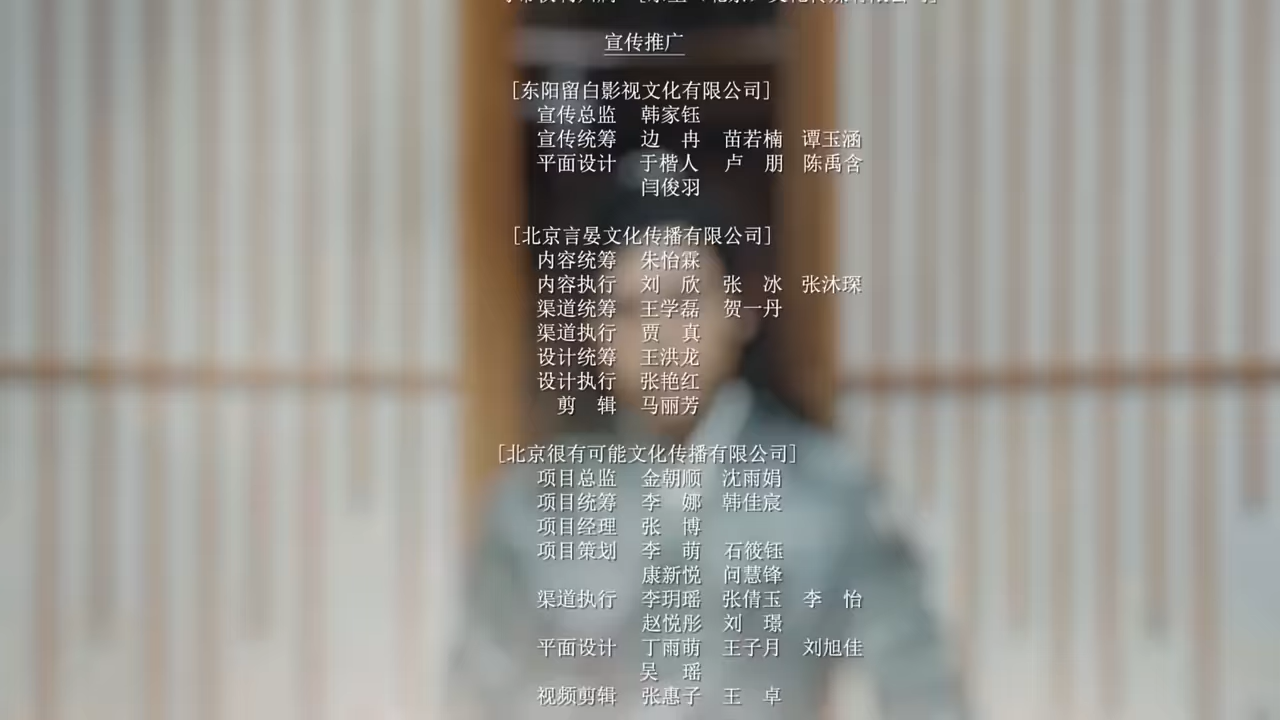 宣传推广
[东阳留白影视文化有限公司]
宣传总监 韩家钰
宣传统筹 边 冉 苗若楠 谭玉涵
平面设计 于楷人 卢 朋 陈禹含
闫俊羽
[北京言晏文化传播有限公司]
内容统筹 朱怡霖
内容执行 刘 欣 张 冰 张沐琛
渠道统筹 王学磊 贺一丹
渠道执行 贾 真
设计统筹 王洪龙
设计执行 张艳红
剪 辑 马丽芳
[北京很有可能文化传播有限公司]
项目总监 金朝顺 沈雨娟
项目统筹 李 娜 韩佳宸
项目经理 张 博
项目策划 李 萌 石筱钰
康新悦 问慧锋
渠道执行 李玥瑶 张倩玉 李 怡
赵悦彤 刘 璟
平面设计 丁雨萌 王子月 刘旭佳
吴 瑶
视频剪辑 张惠子 王 卓